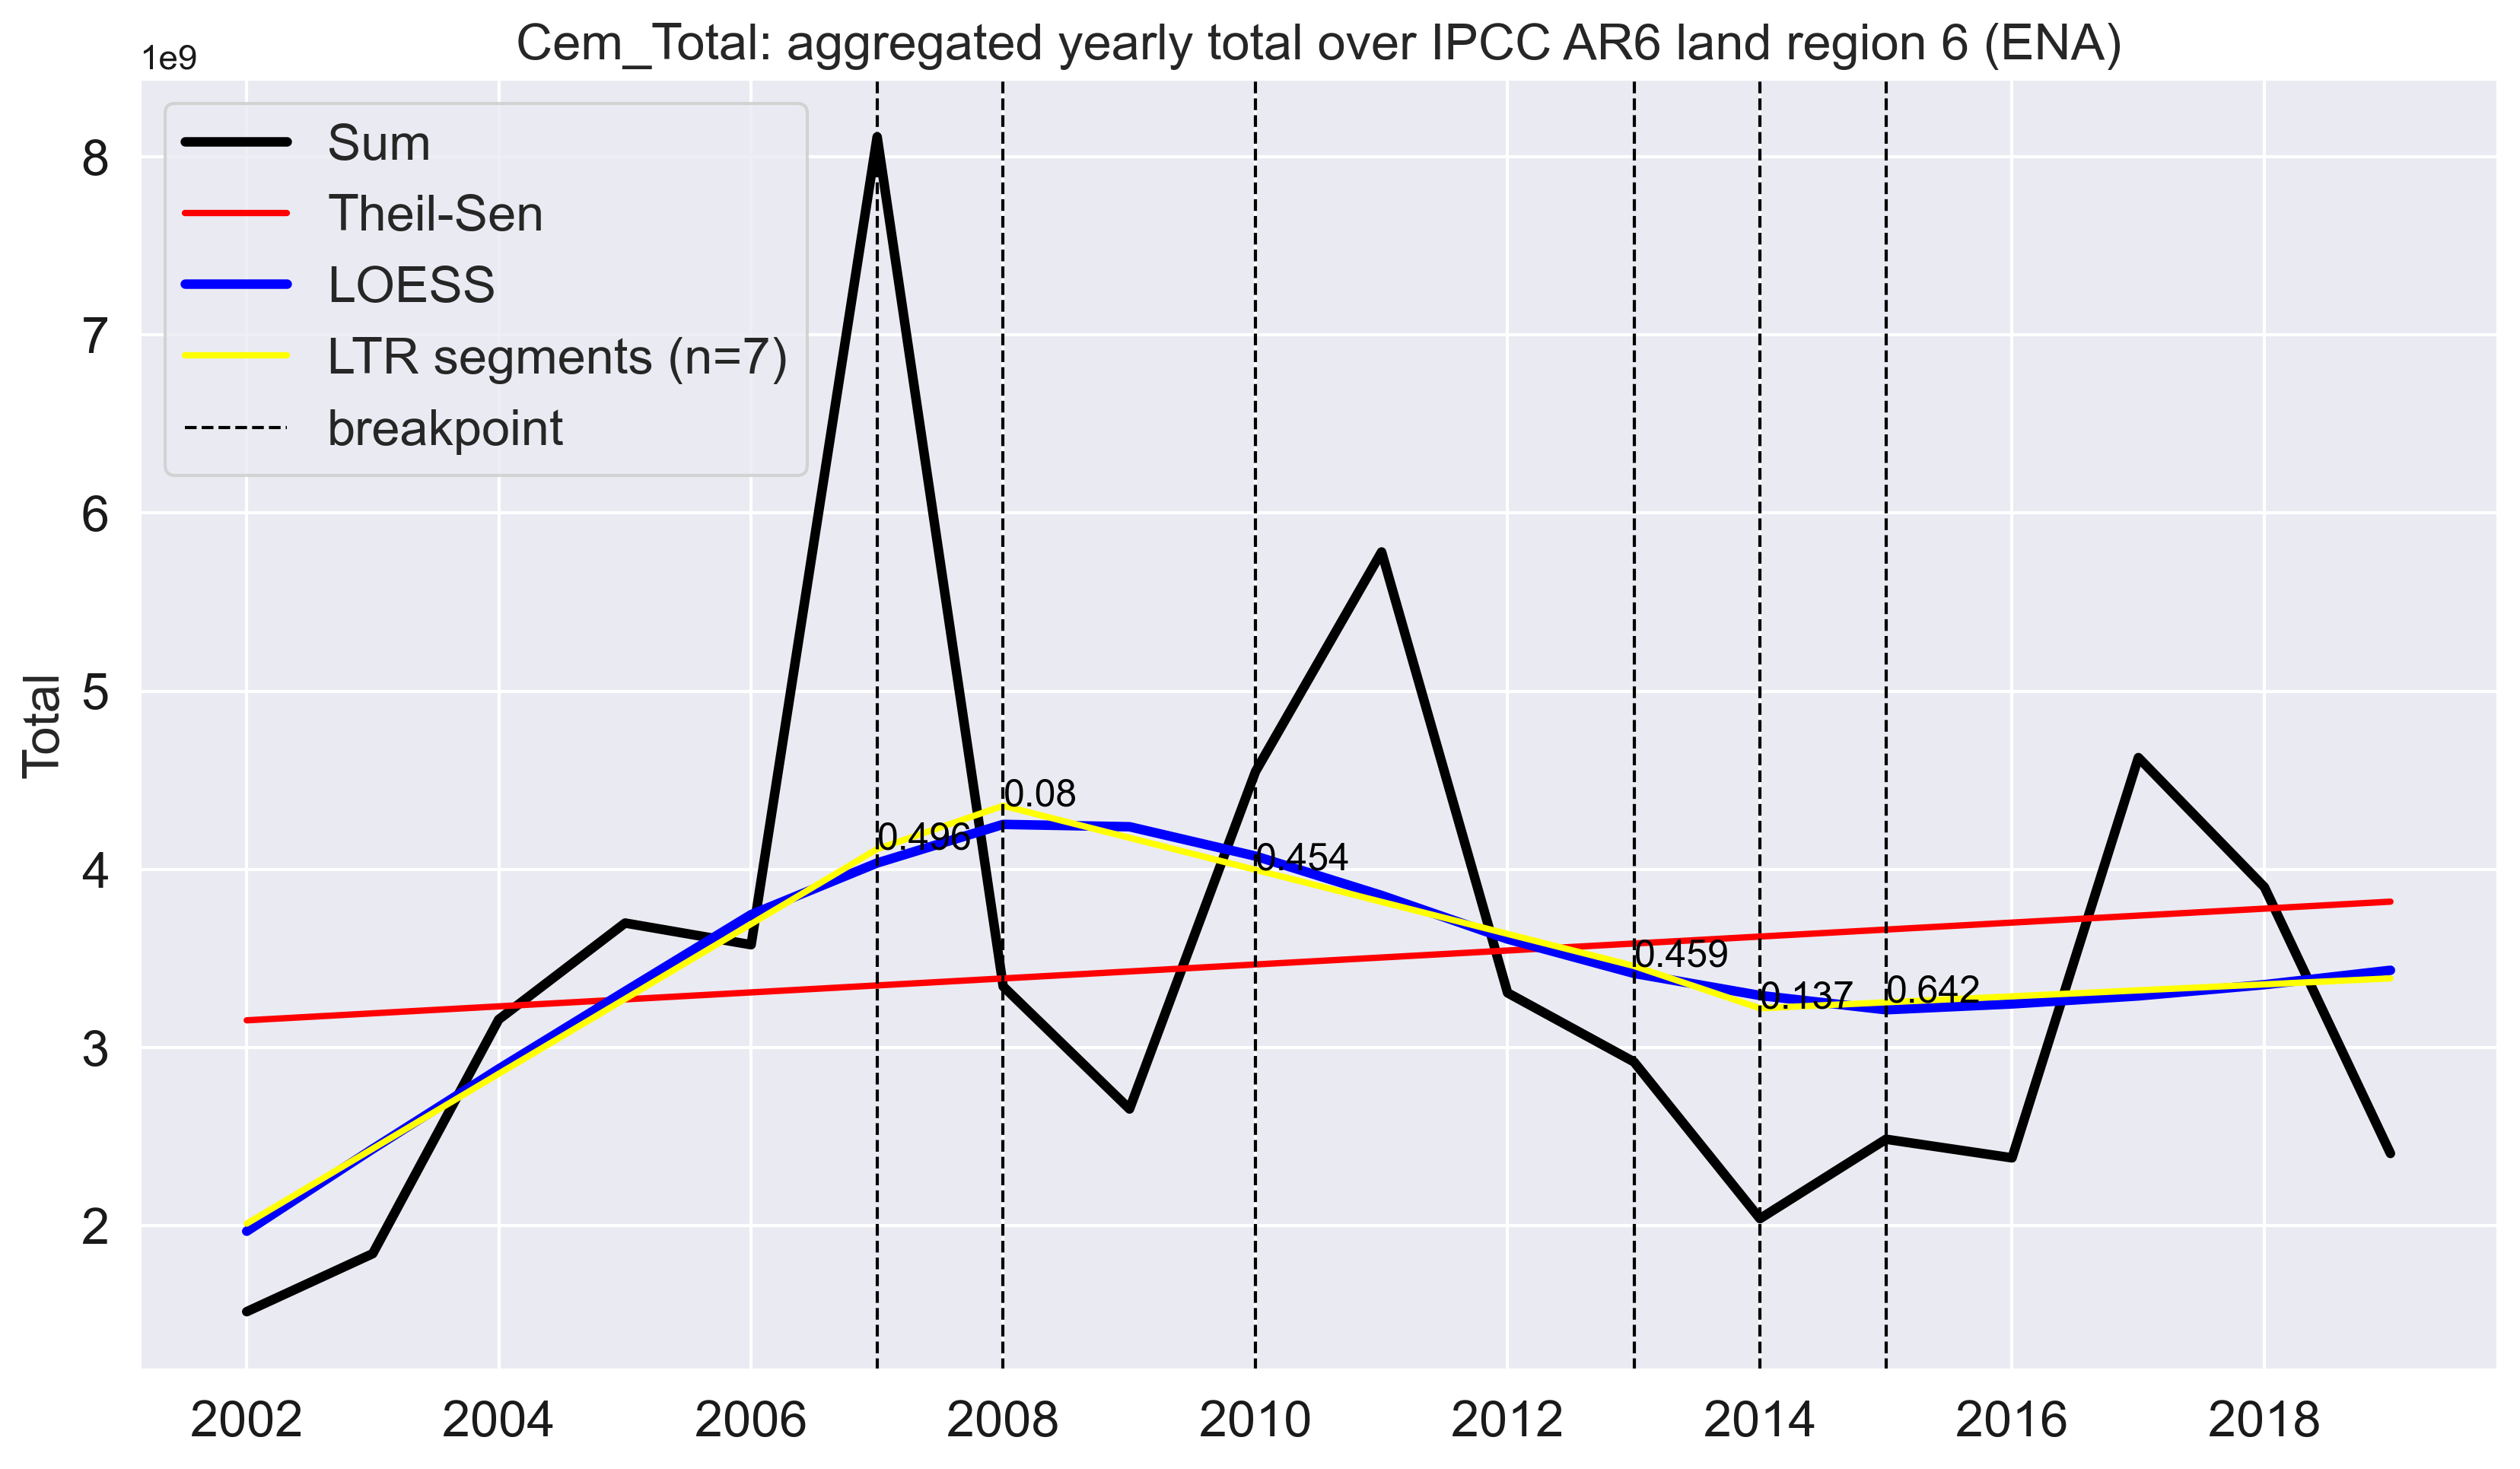 Cem_Total: aggregated yearly total over IPCC AR6 land region 6 (ENA)
1e9
Sum
Theil-Sen
LOESS
LTR segments (n=7)
breakpoint
8
7
6
5
4
3
2
Total
0.496
0.08
0.454
0.459
0.137
0.642
2002
2004
2006
2008
2010
2012
2014
2016
2018